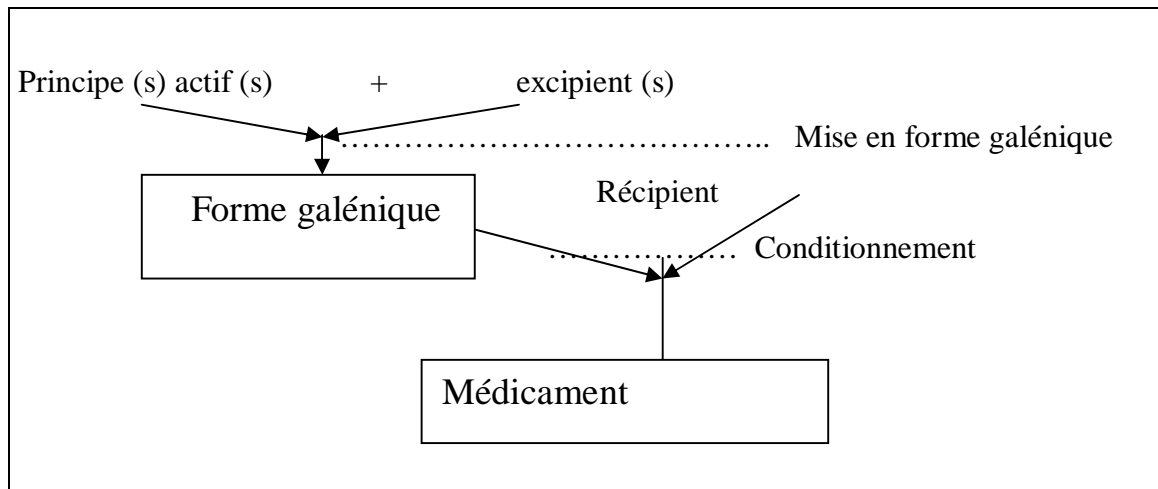 Principe (s) actif (s) + excipient (s)
………………………………….. Mise en forme galénique
Récipient
Forme galénique
……………… Conditionnement
Médicament